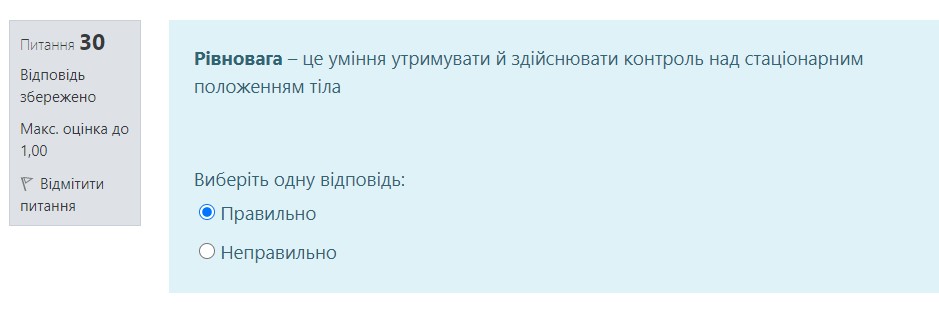 Питання 30
Відповідь
збережено
Макс. оцінка до
1,00
Відмітити
питання
Рівновага – це уміння утримувати й здійснювати контроль над стаціонарним
положенням тіла
Виберіть одну відповідь:
Правильно
Неправильно